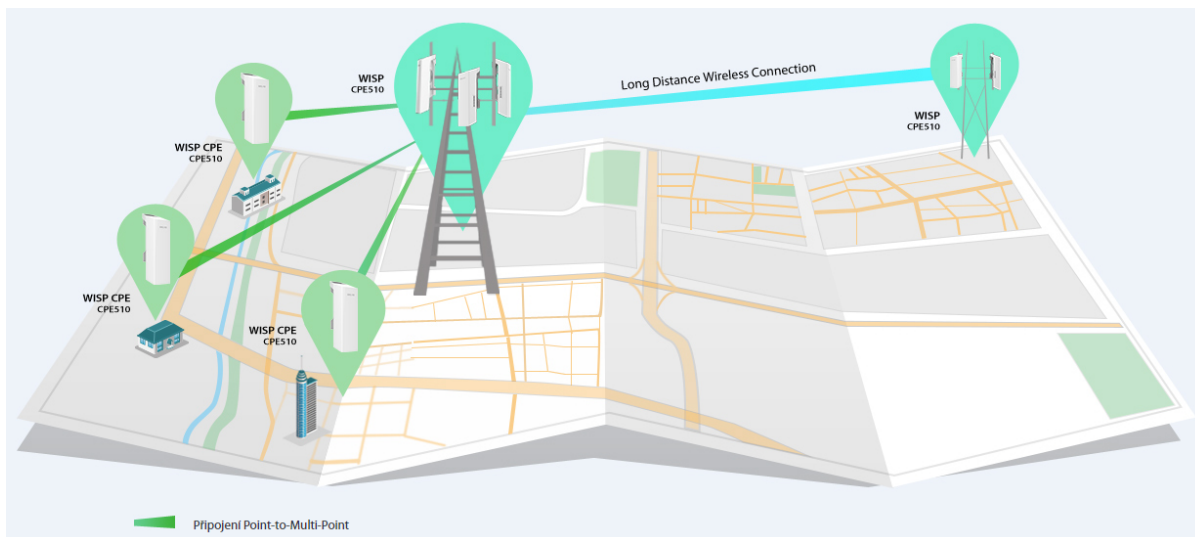 WISP
CPE510
Long Distance Wireless Connection
WISP
CPE510
WISP CPE
CPE510
WISP CPE
CPE510
WISP CPE
CPE510
Připojení Point-to-Multi-Point